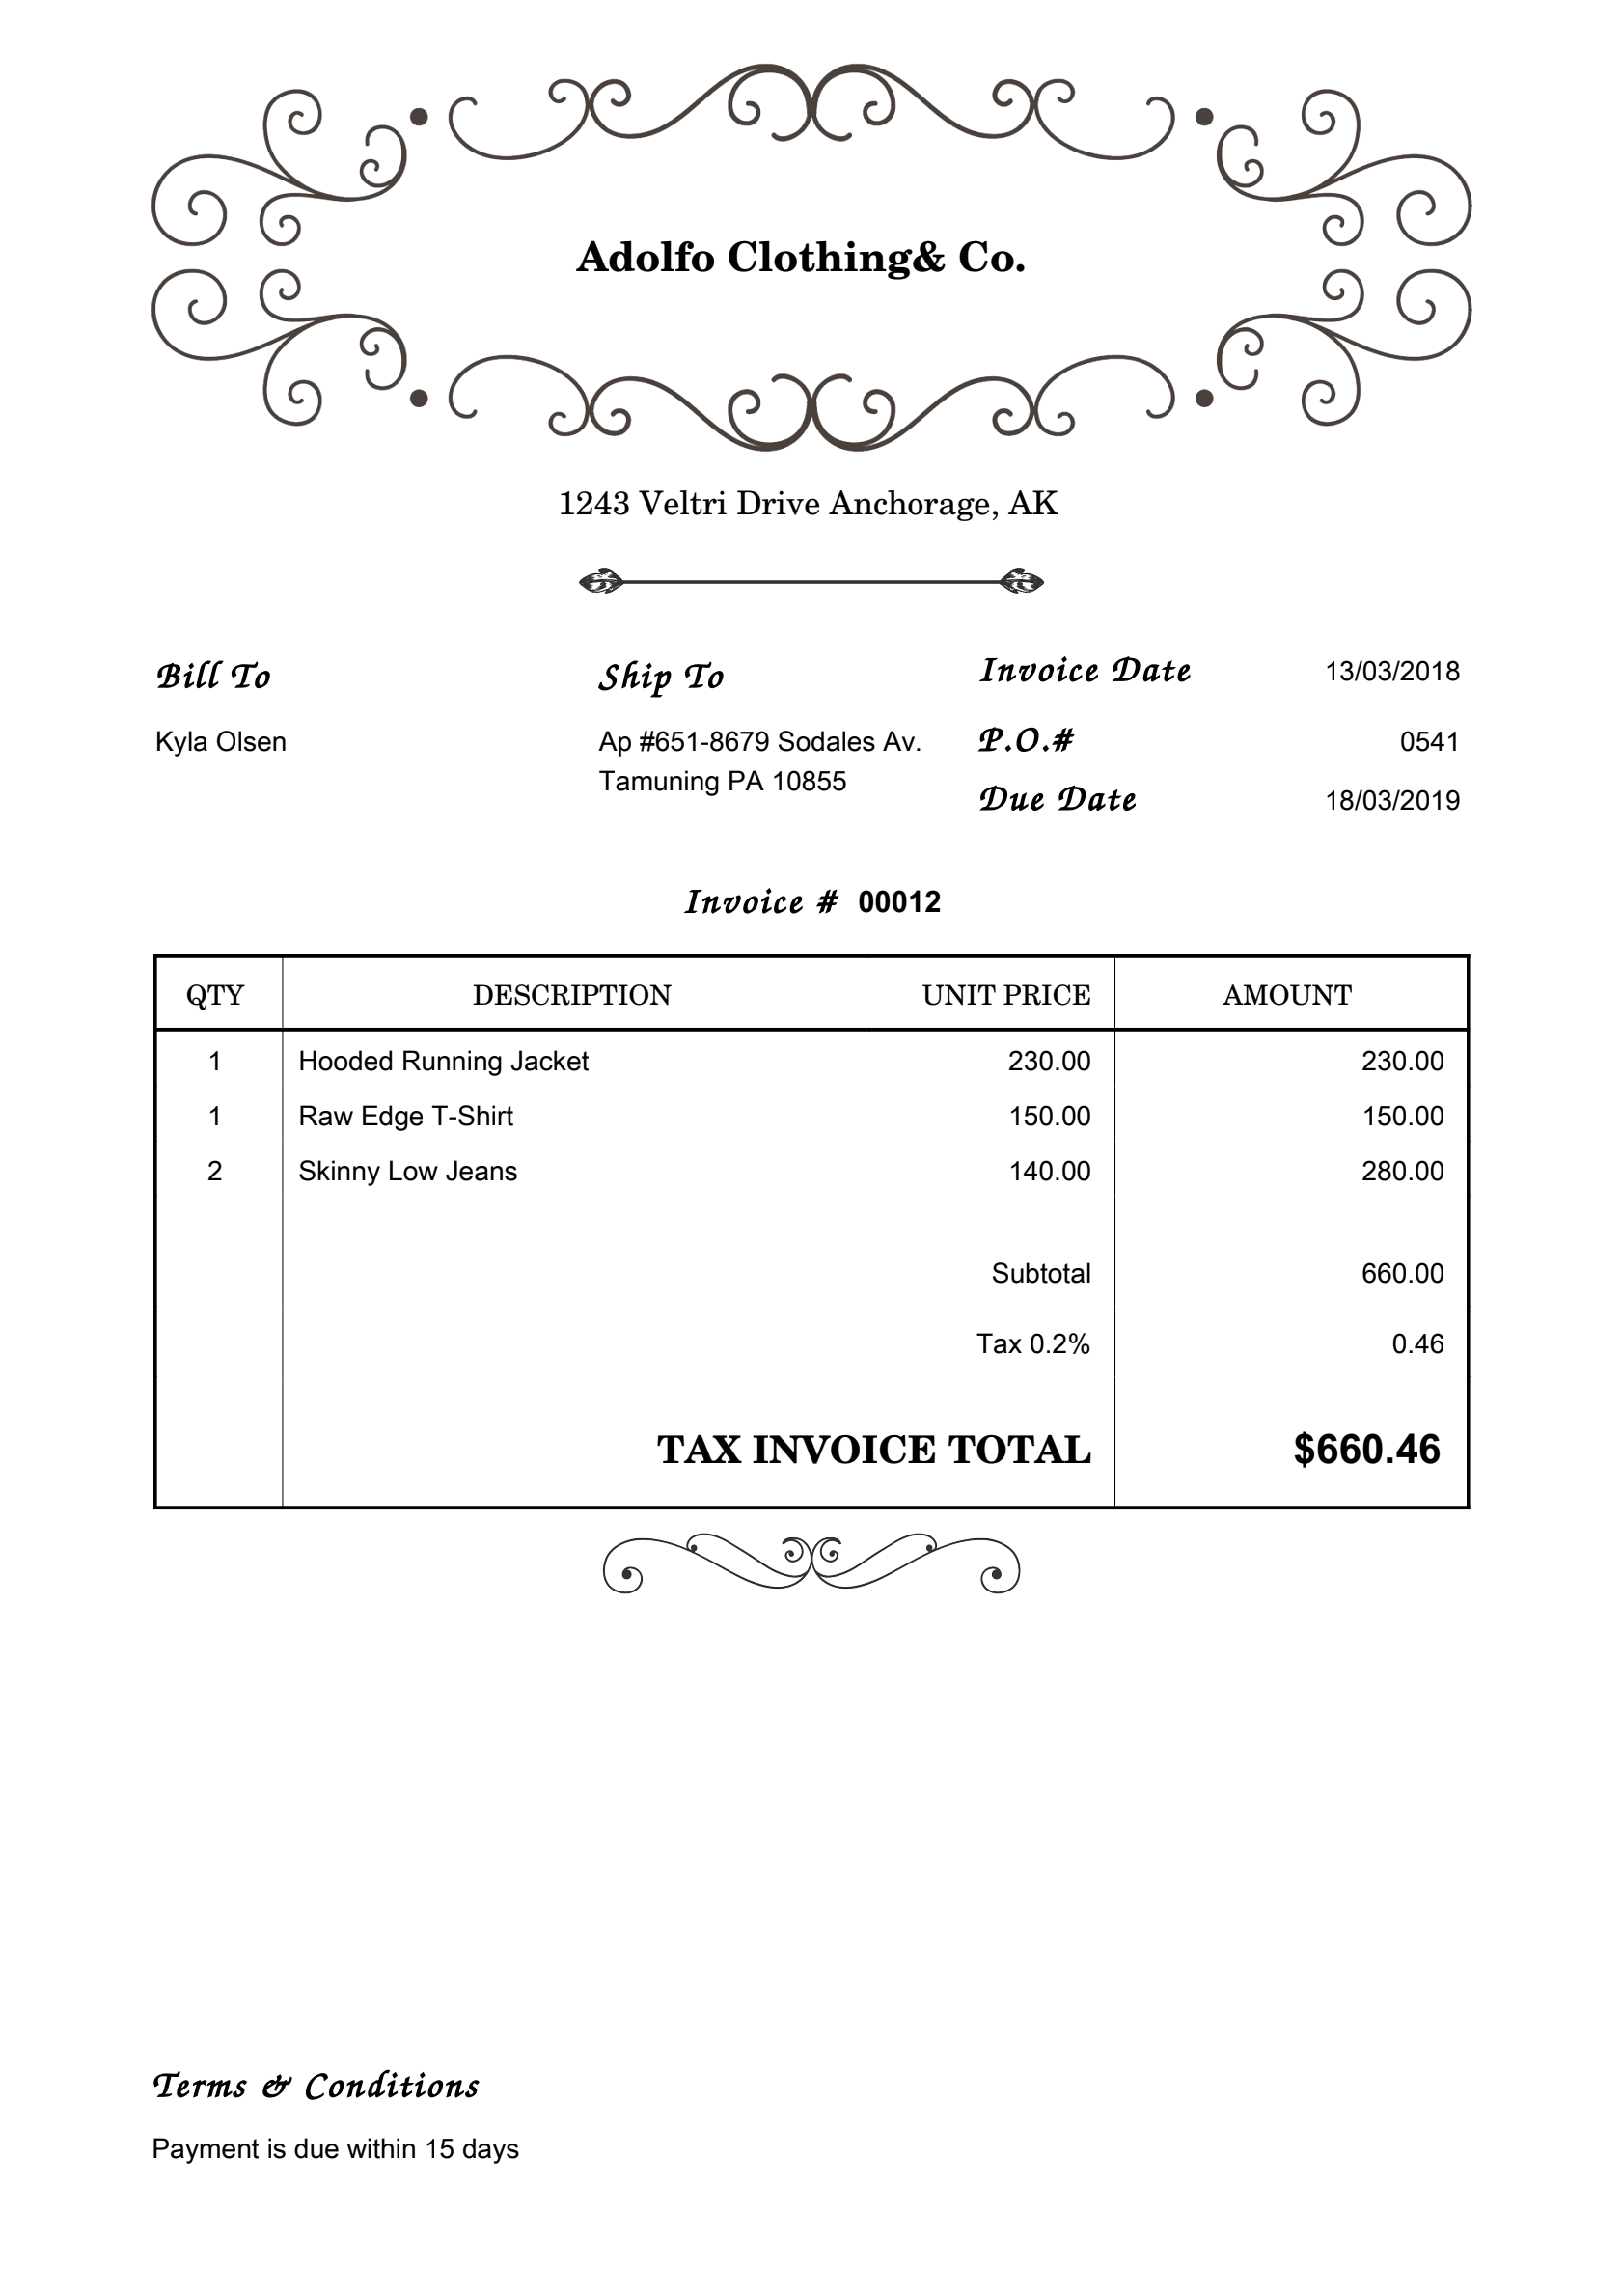 Adolfo Clothing& Co.
1243 Veltri Drive Anchorage, AK
Bill To
Kyla Olsen
Ship To
Ap #651-8679 Sodales Av.
Tamuning PA 10855
Invoice Date 13/03/2018
P.O.# 0541
Due Date 18/03/2019
Invoice # 00012
QTY DESCRIPTION UNIT PRICE AMOUNT
1 Hooded Running Jacket 230.00 230.00
1 Raw Edge T-Shirt 150.00 150.00
2 Skinny Low Jeans 140.00 280.00
Subtotal 660.00
Tax 0.2% 0.46
TAX INVOICE TOTAL $660.46
Terms & Conditions
Payment is due within 15 days